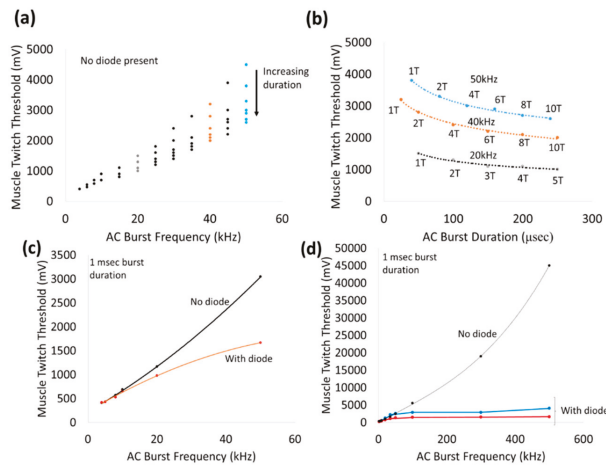 (a)
Muscle Twitch Threshold (mV)
5000
4000
3000
2000
1000
0
No diode present
Increasing
duration
0 20 40 60
AC Burst Frequency (kHz)
(b)
Muscle Twitch Threshold (mV)
5000
4000
3000
2000
1000
0
1T 2T 50kHz 4T 6T 8T 10T
1T 2T 4T 40kHz 6T 8T 10T
1T 2T 20kHz 3T 4T 5T
0 100 200 300
AC Burst Duration (µsec)
(c)
Muscle Twitch Threshold (mV)
3500
3000
2500
2000
1500
1000
500
0
1 msec burst
duration
No diode
With diode
0 20 40 60
AC Burst Frequency (kHz)
(d)
Muscle Twitch Threshold (mV)
50000
45000
40000
35000
30000
25000
20000
15000
10000
5000
0
1 msec burst
duration
No diode
With diode
0 200 400 600
AC Burst Frequency (kHz)